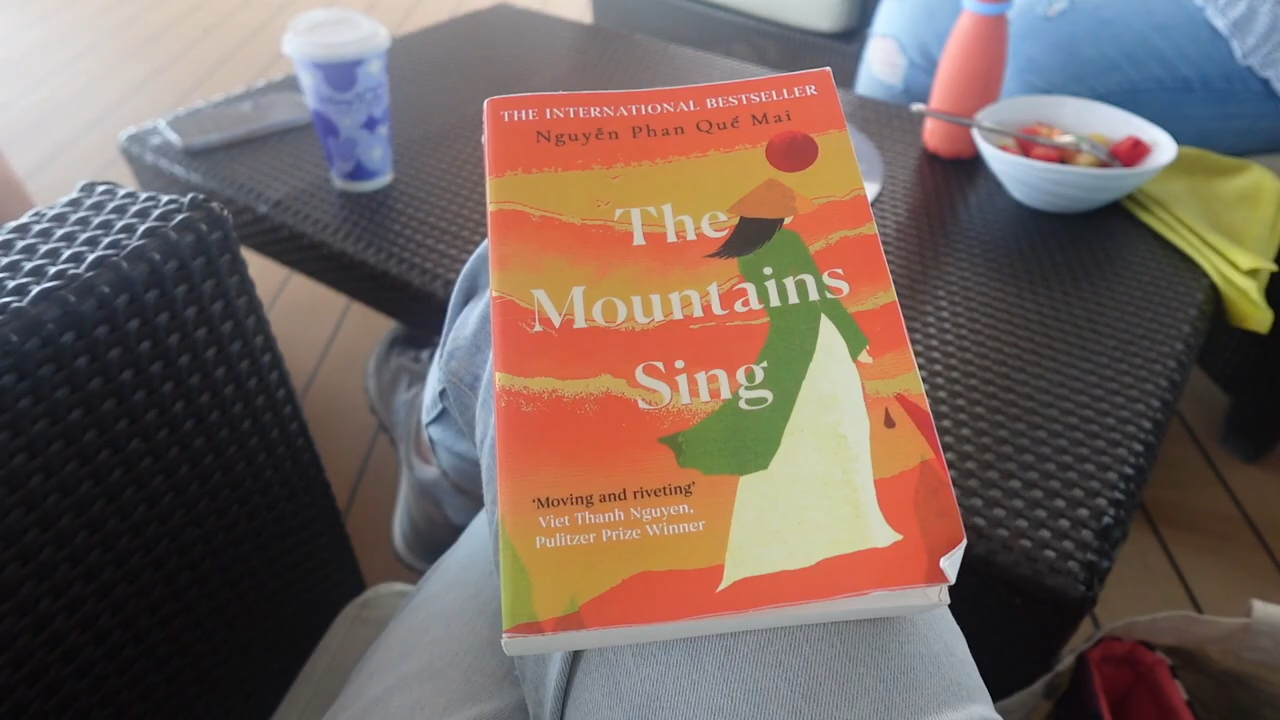 THE INTERNATIONAL BESTSELLER
Nguyễn Phan Quế Mai
The
Mountains
Sing
‘Moving and riveting’
Viet Thanh Nguyen,
Pulitzer Prize Winner